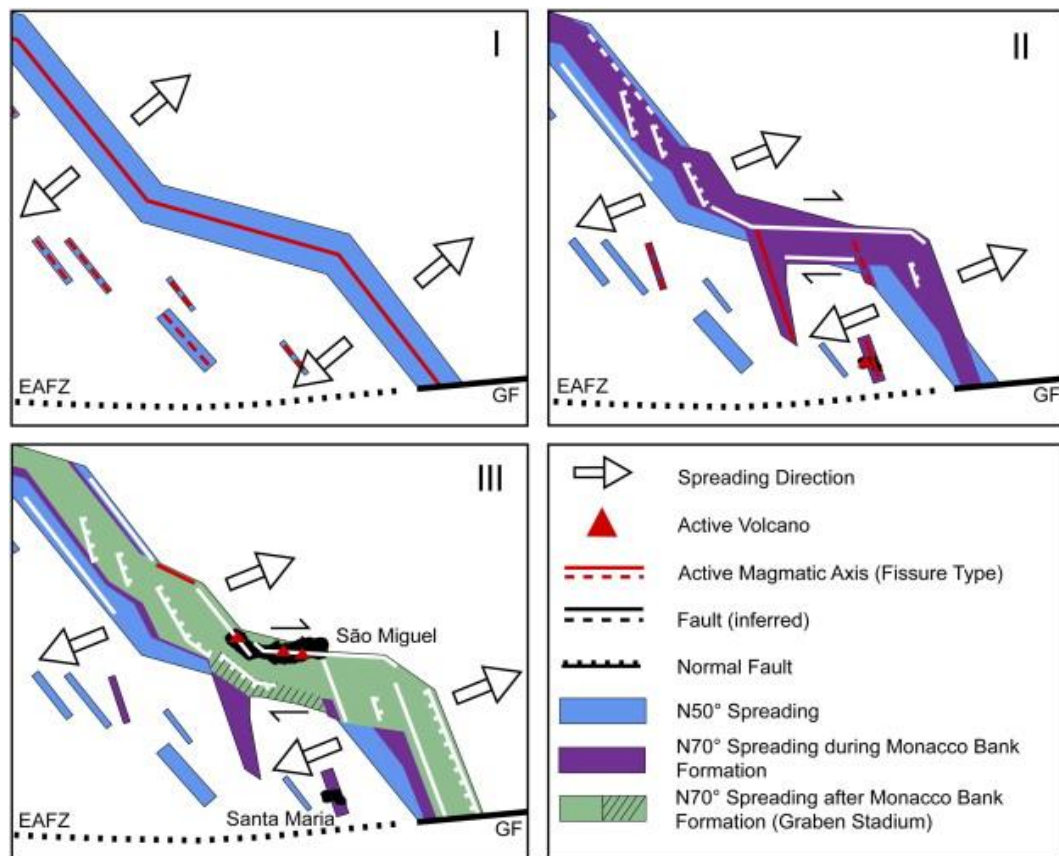 I
EAFZ
GF
II
EAFZ
GF
III
São Miguel
Santa Maria
EAFZ
GF
Spreading Direction
Active Volcano
Active Magmatic Axis (Fissure Type)
Fault (inferred)
Normal Fault
N50° Spreading
N70° Spreading during Monacco Bank
Formation
N70° Spreading after Monacco Bank
Formation (Graben Stadium)